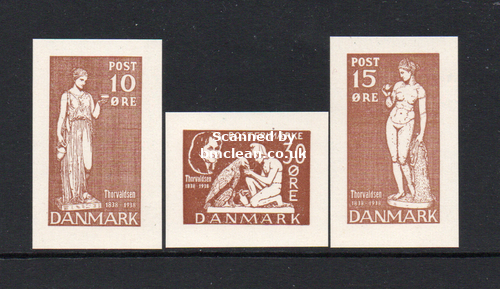 POST
10
ØRE
Thorvaldsen
1838-1938
DANMARK
Scanned by
bmclean.co.uk
30
ØRE
Thorvaldsen
1838-1938
DANMARK
POST
15
ØRE
Thorvaldsen
1838-1938
DANMARK